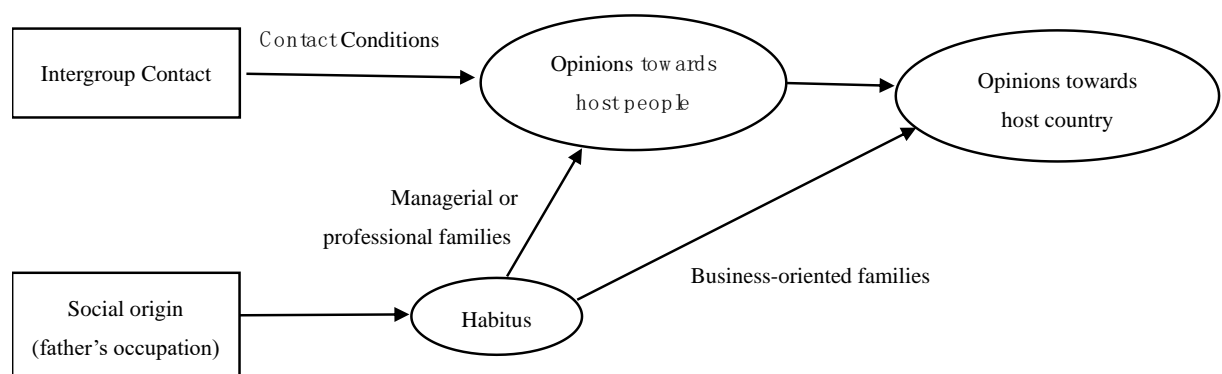 Contact Conditions
Intergroup Contact
Opinions towards
host people
Opinions towards
host country
Managerial or
professional families
Business-oriented families
Social origin
(father's occupation)
Habitus